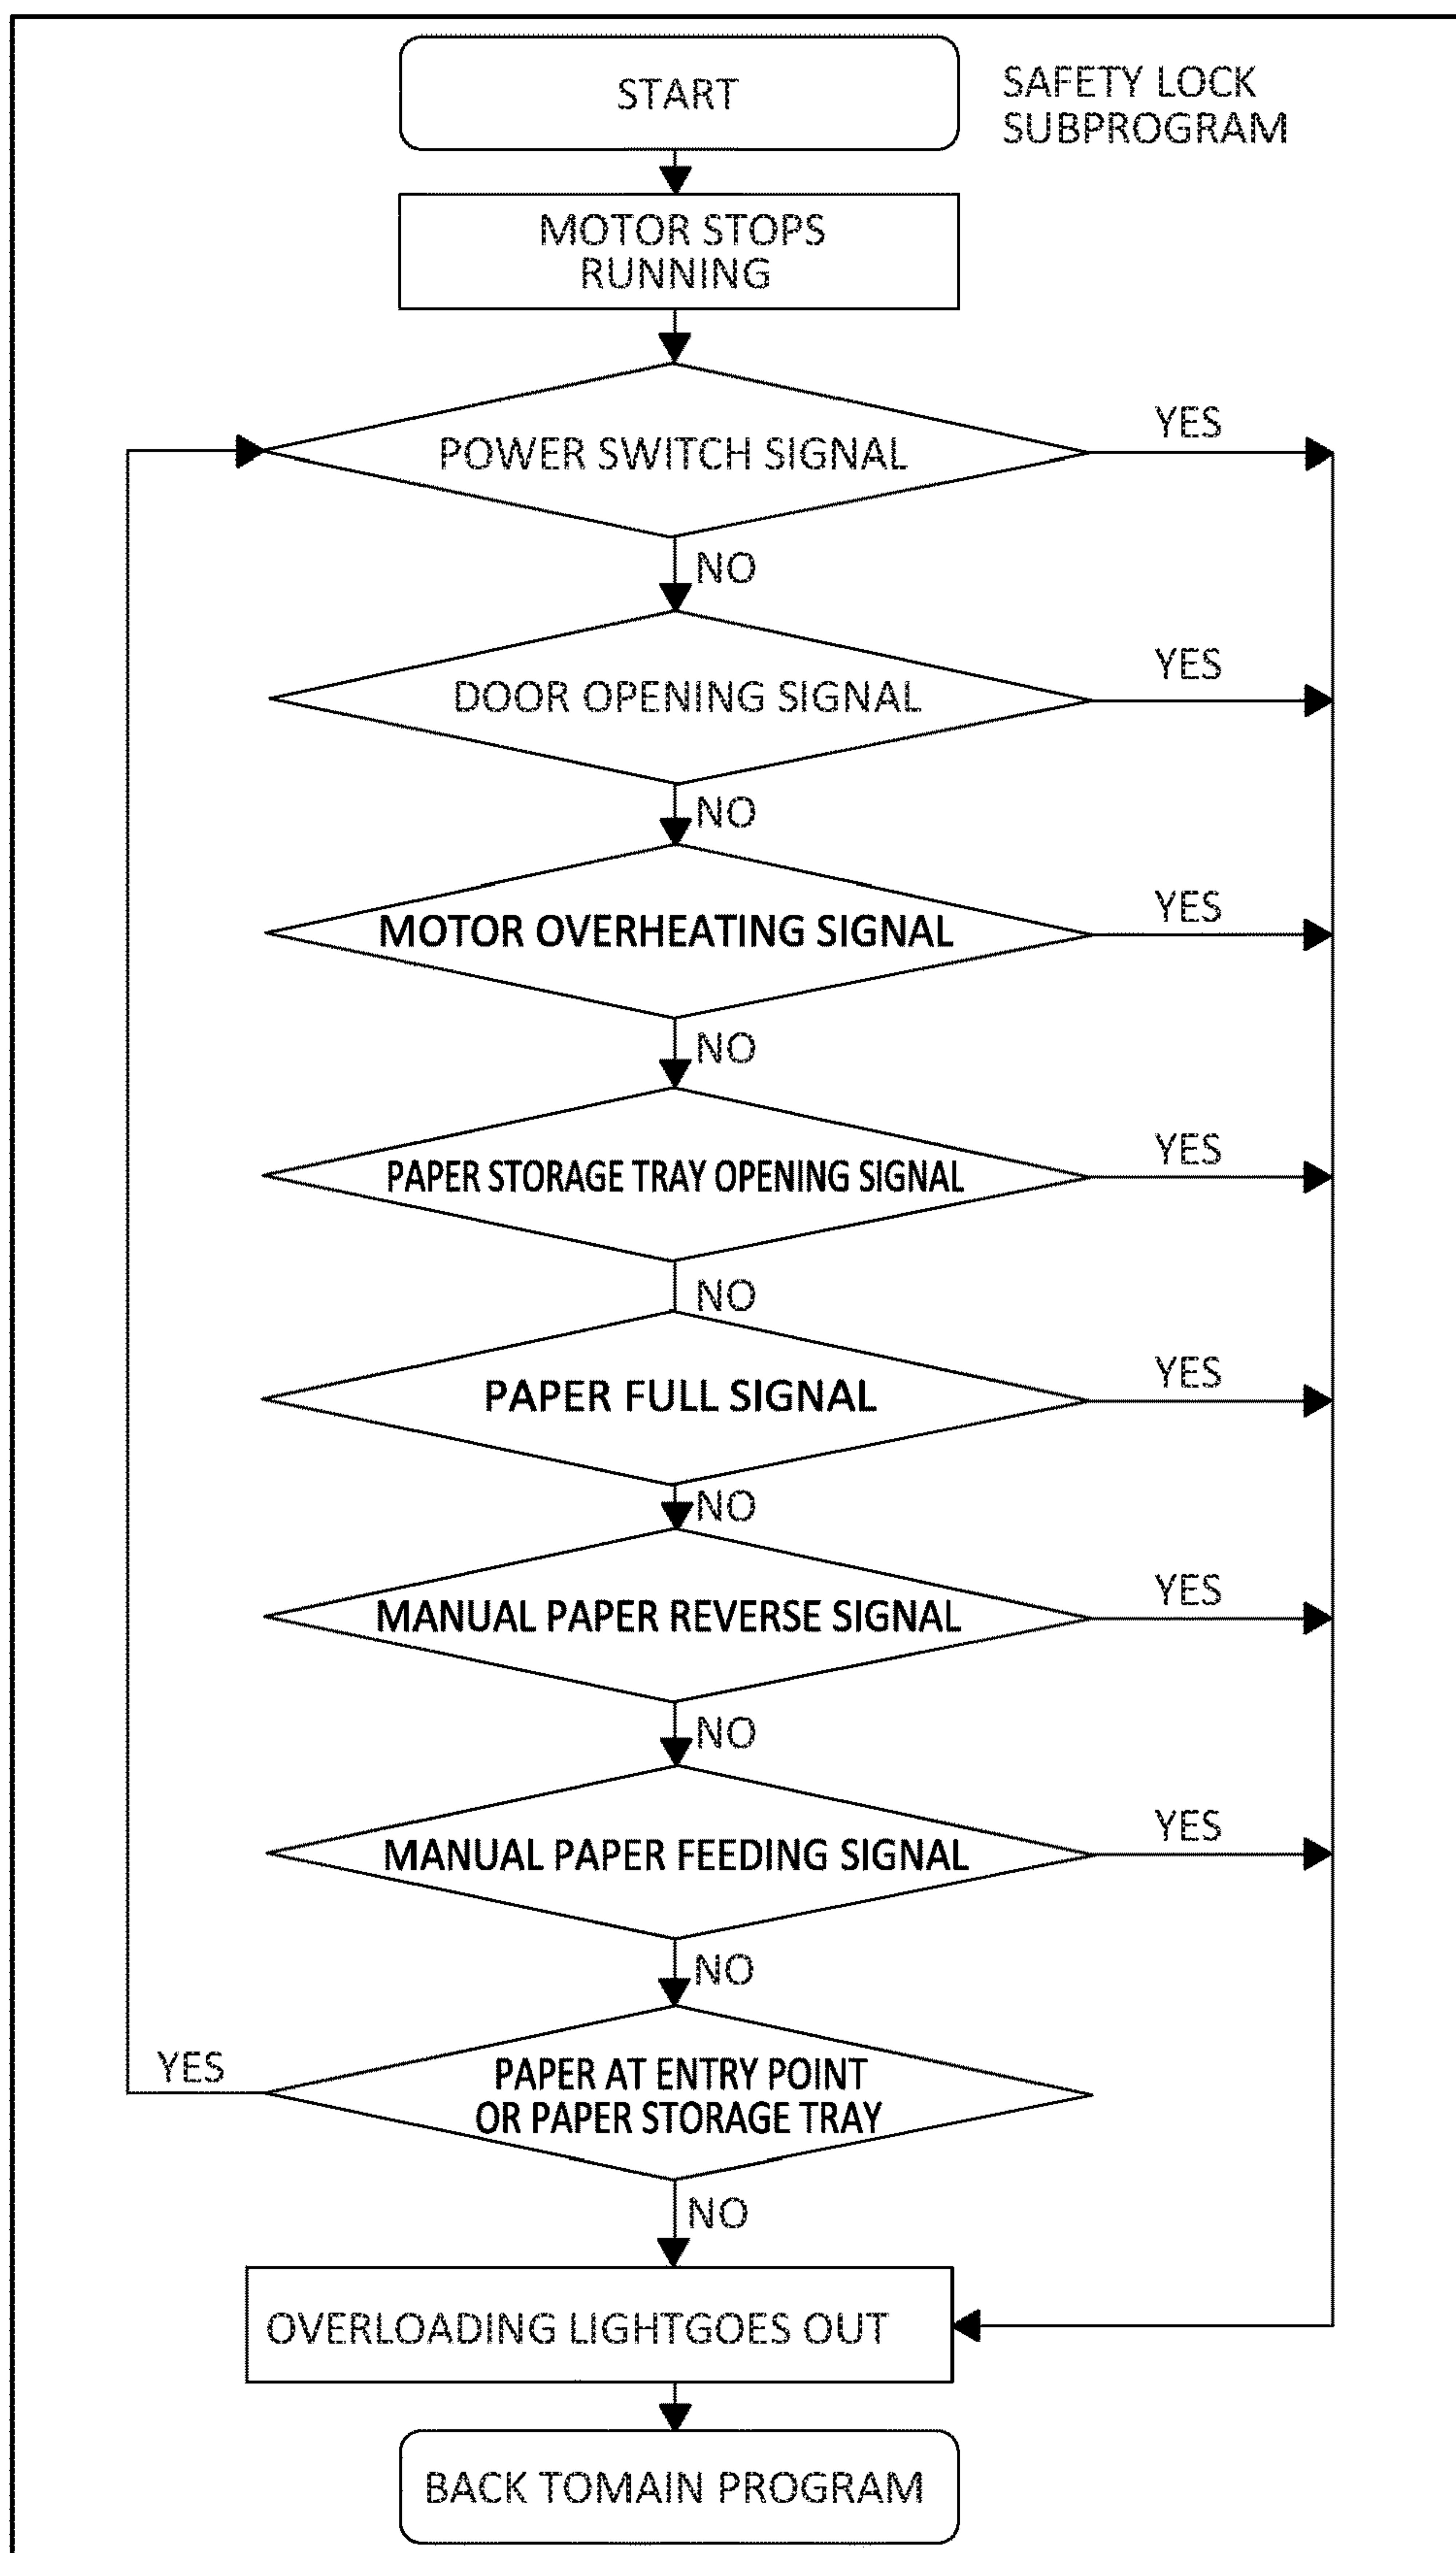 START
SAFETY LOCK
SUBPROGRAM
MOTOR STOPS
RUNNING
POWER SWITCH SIGNAL
YES
NO
DOOR OPENING SIGNAL
YES
NO
MOTOR OVERHEATING SIGNAL
YES
NO
PAPER STORAGE TRAY OPENING SIGNAL
YES
NO
PAPER FULL SIGNAL
YES
NO
MANUAL PAPER REVERSE SIGNAL
YES
NO
MANUAL PAPER FEEDING SIGNAL
YES
NO
YES
PAPER AT ENTRY POINT
OR PAPER STORAGE TRAY
NO
OVERLOADING LIGHTGOES OUT
BACK TOMAIN PROGRAM